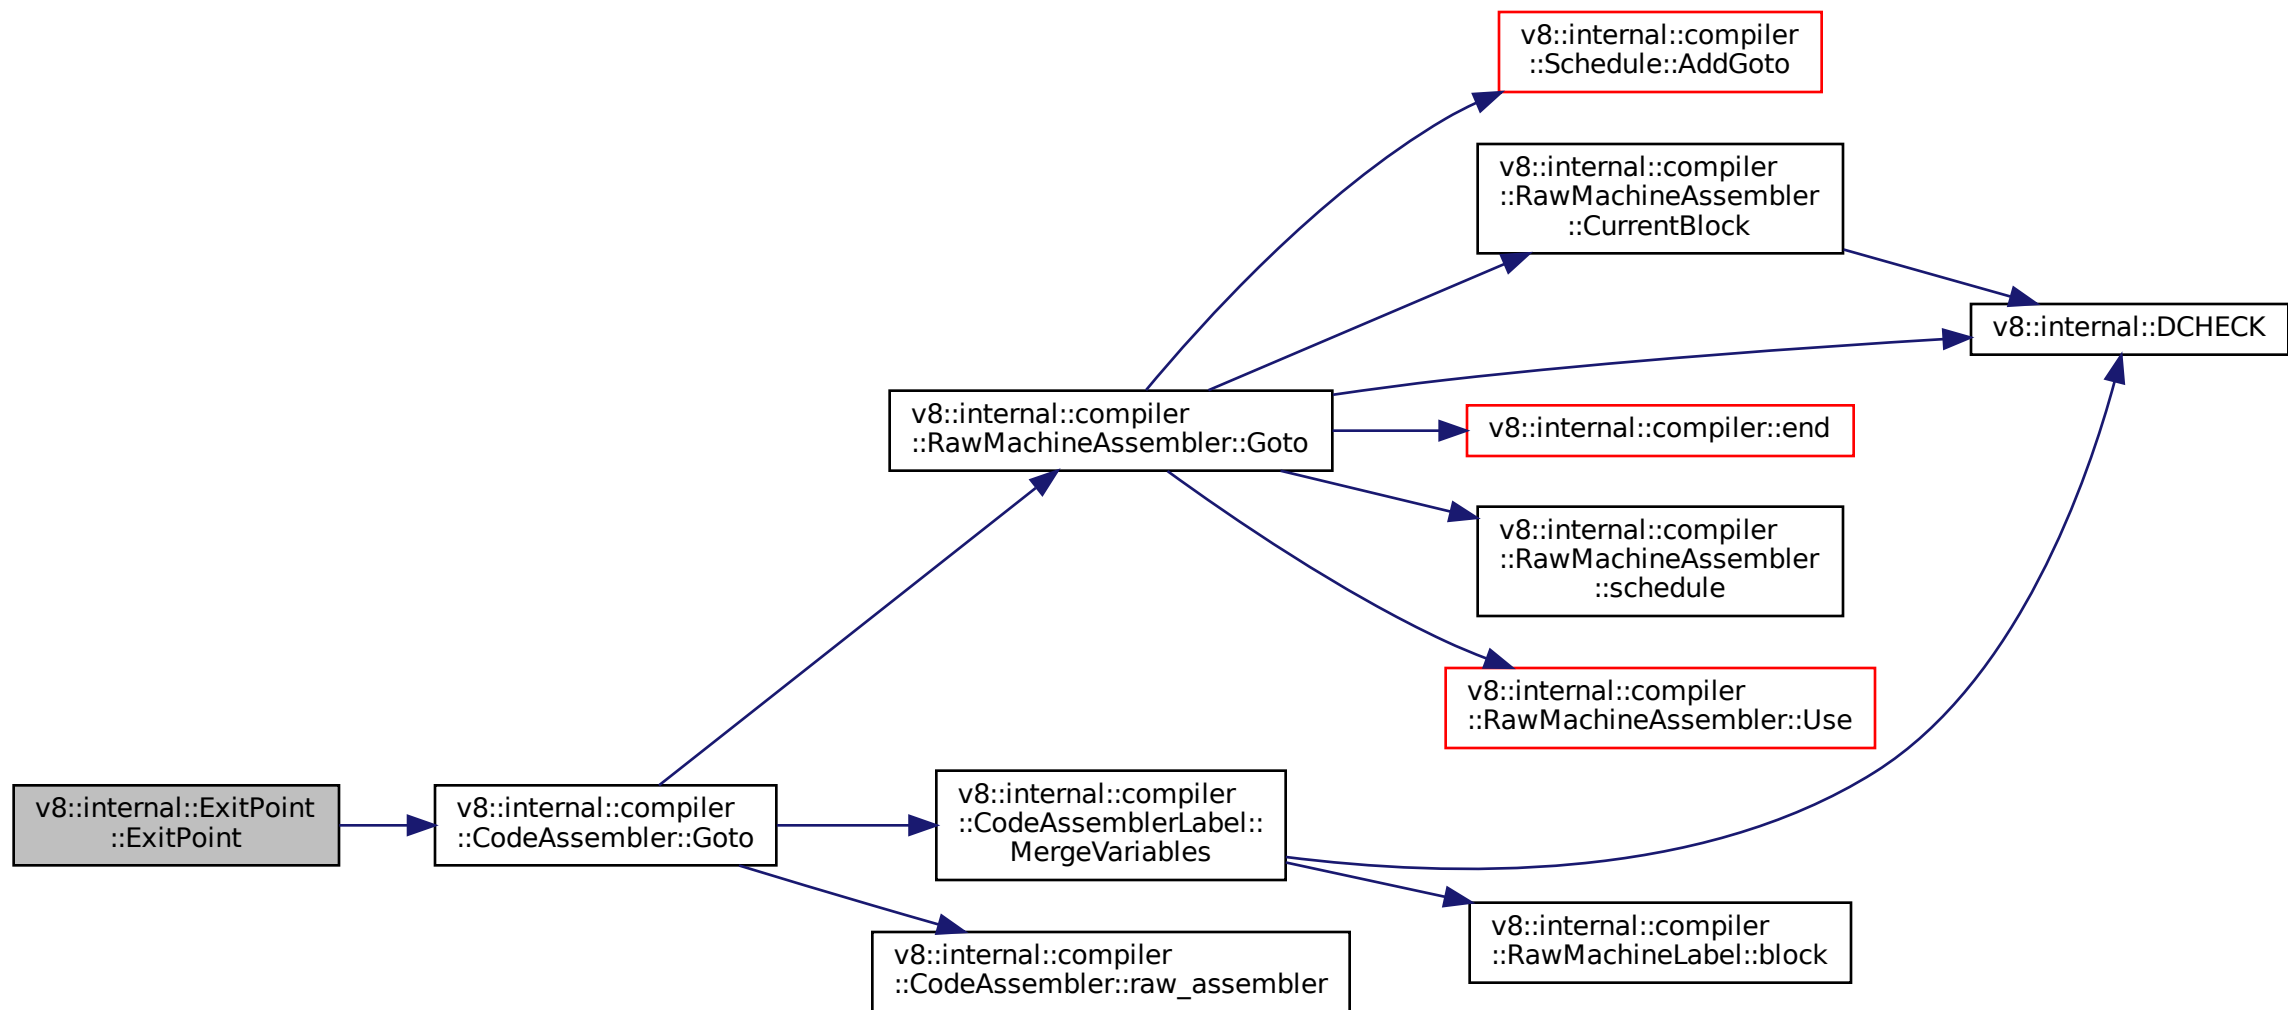 v8::internal::compiler
::Schedule::AddGoto
v8::internal::compiler
::RawMachineAssembler
::CurrentBlock
v8::internal::DCHECK
v8::internal::compiler
::RawMachineAssembler::Goto
v8::internal::compiler::end
v8::internal::compiler
::RawMachineAssembler
::schedule
v8::internal::compiler
::RawMachineAssembler::Use
v8::internal::ExitPoint
::ExitPoint
v8::internal::compiler
::CodeAssembler::Goto
v8::internal::compiler
::CodeAssemblerLabel::
MergeVariables
v8::internal::compiler
::RawMachineLabel::block
v8::internal::compiler
::CodeAssembler::raw_assembler